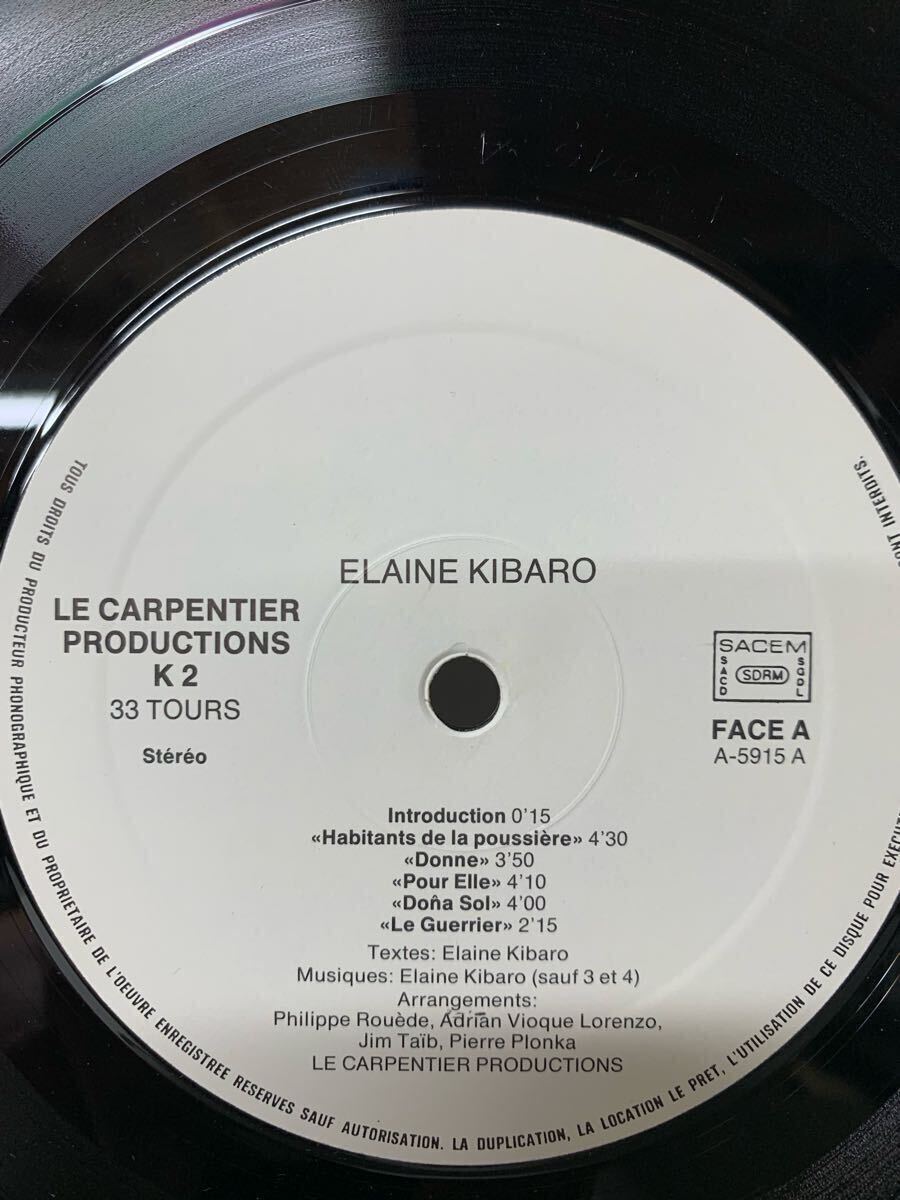 ELAINE KIBARO
LE CARPENTIER
PRODUCTIONS
K 2
33 TOURS
Stéréo
SACEM
SACD
SDRM
SGDL
FACE A
A-5915 A
Introduction 0'15
«Habitants de la poussière» 4'30
«Donne» 3'50
«Pour Elle» 4'10
«Doña Sol» 4'00
«Le Guerrier» 2'15
Textes: Elaine Kibaro
Musiques: Elaine Kibaro (sauf 3 et 4)
Arrangements:
Philippe Rouède, Adrian Vioque Lorenzo,
Jim Taïb, Pierre Plonka
LE CARPENTIER PRODUCTIONS
TOUS DROITS DU PRODUCTEUR PHONOGRAPHIQUE ET DU PROPRIETAIRE DE L'OEUVRE ENREGISTREE RESERVES SAUF AUTORISATION. LA DUPLICATION, LA LOCATION LE PRET, L'UTILISATION DE CE DISQUE POUR EXECUT ONT INTERDITS.